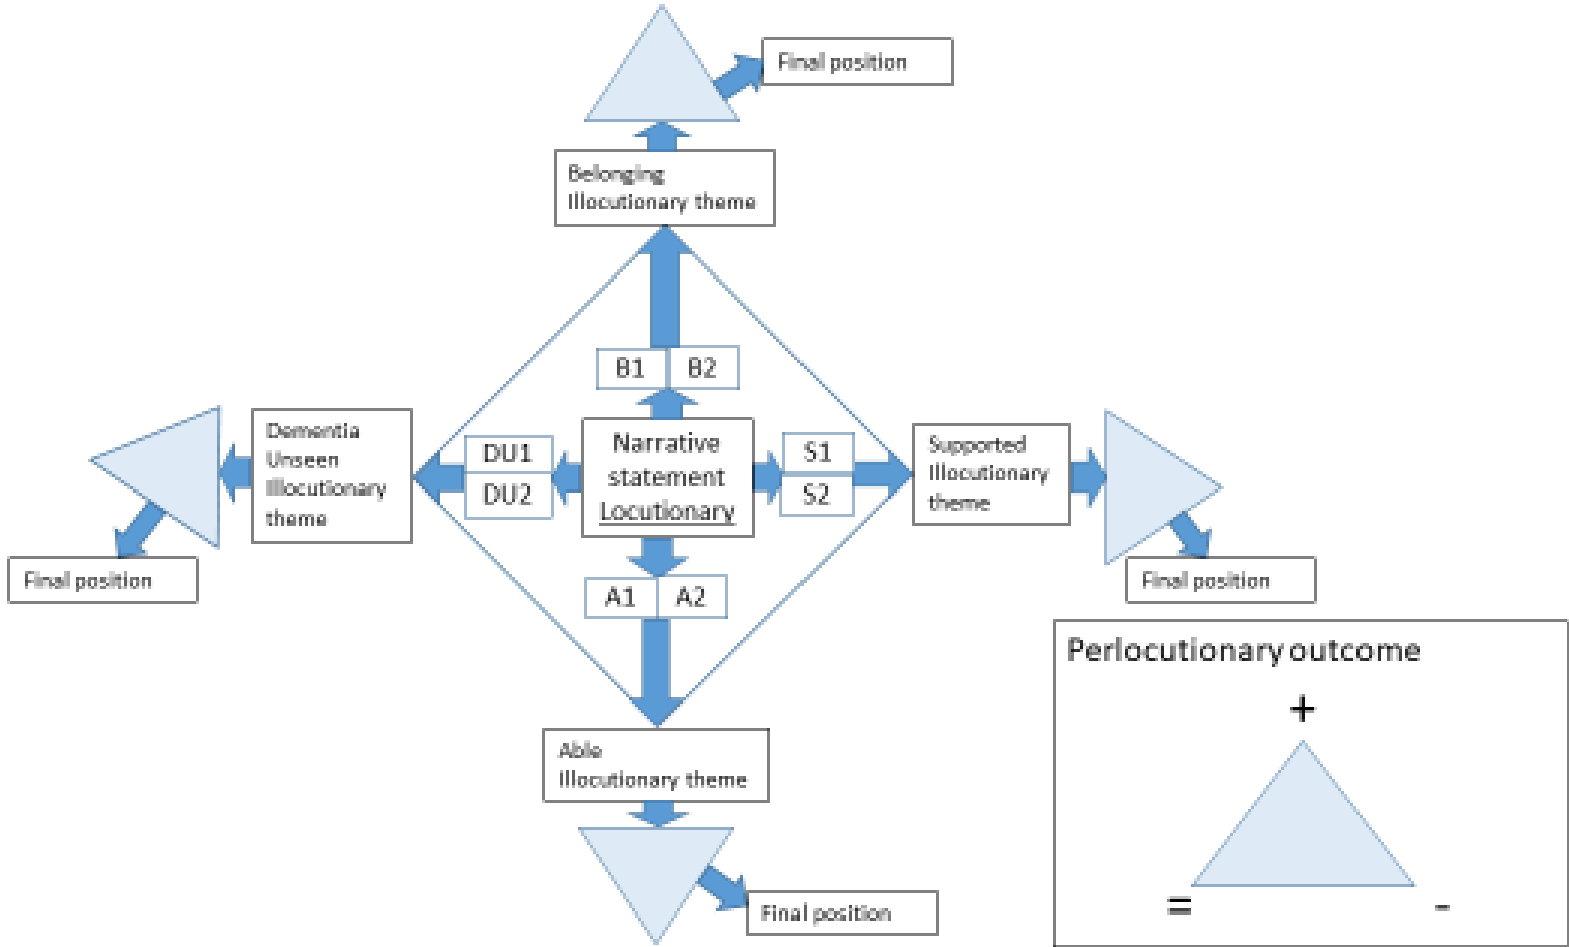 Final position
Belonging
Illocutionary theme
B1 B2
Dementia
Unseen
Illocutionary
theme
DU1
DU2
Narrative
statement
Locutionary
S1
S2
Supported
Illocutionary
theme
Final position
Final position
A1 A2
Able
Illocutionary theme
Final position
Perlocutionary outcome
+
= -